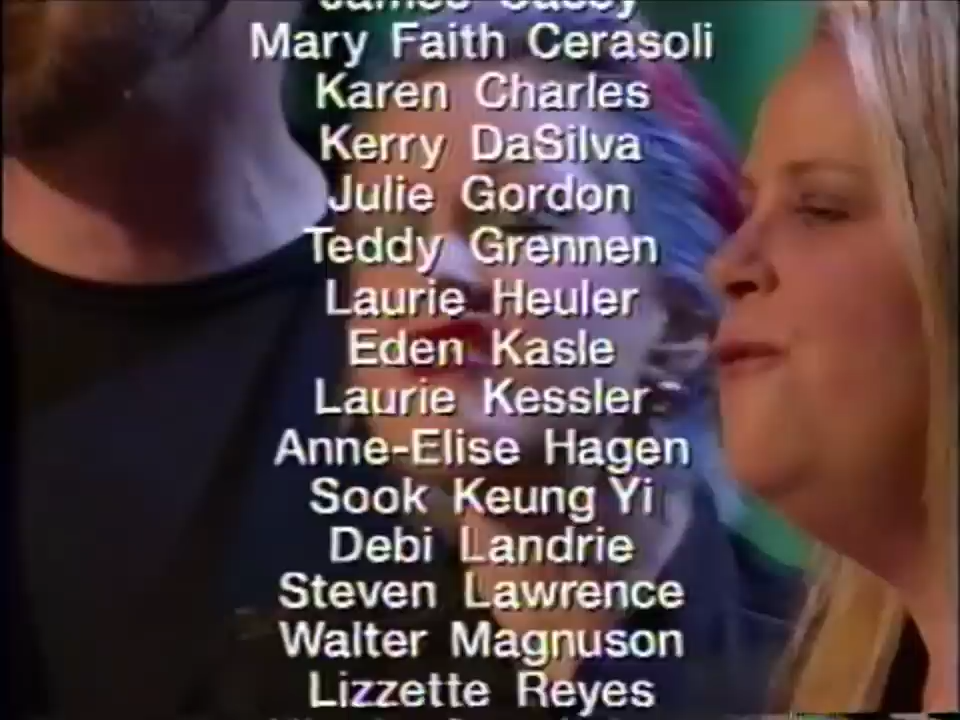 Mary Faith Cerasoli
Karen Charles
Kerry DaSilva
Julie Gordon
Teddy Grennen
Laurie Heuler
Eden Kasle
Laurie Kessler
Anne-Elise Hagen
Sook Keung Yi
Debi Landrie
Steven Lawrence
Walter Magnuson
Lizzette Reyes